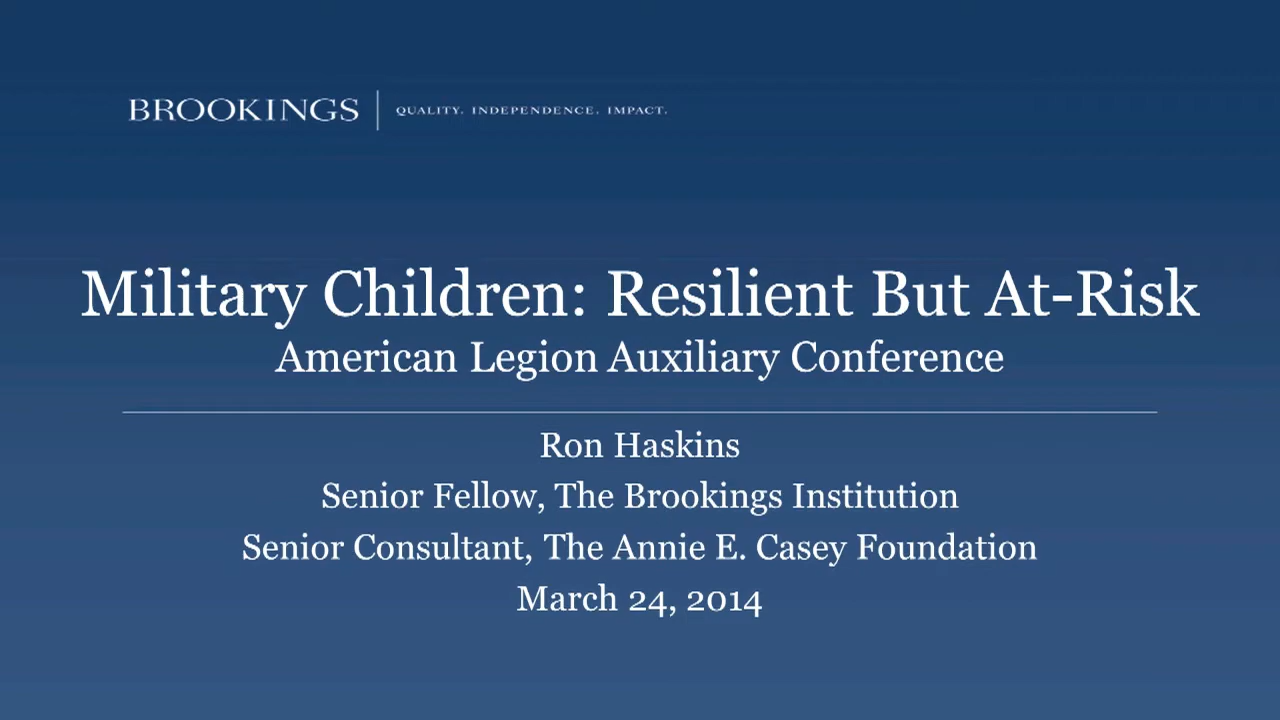 BROOKINGS | QUALITY. INDEPENDENCE. IMPACT.
Military Children: Resilient But At-Risk
American Legion Auxiliary Conference
Ron Haskins
Senior Fellow, The Brookings Institution
Senior Consultant, The Annie E. Casey Foundation
March 24, 2014